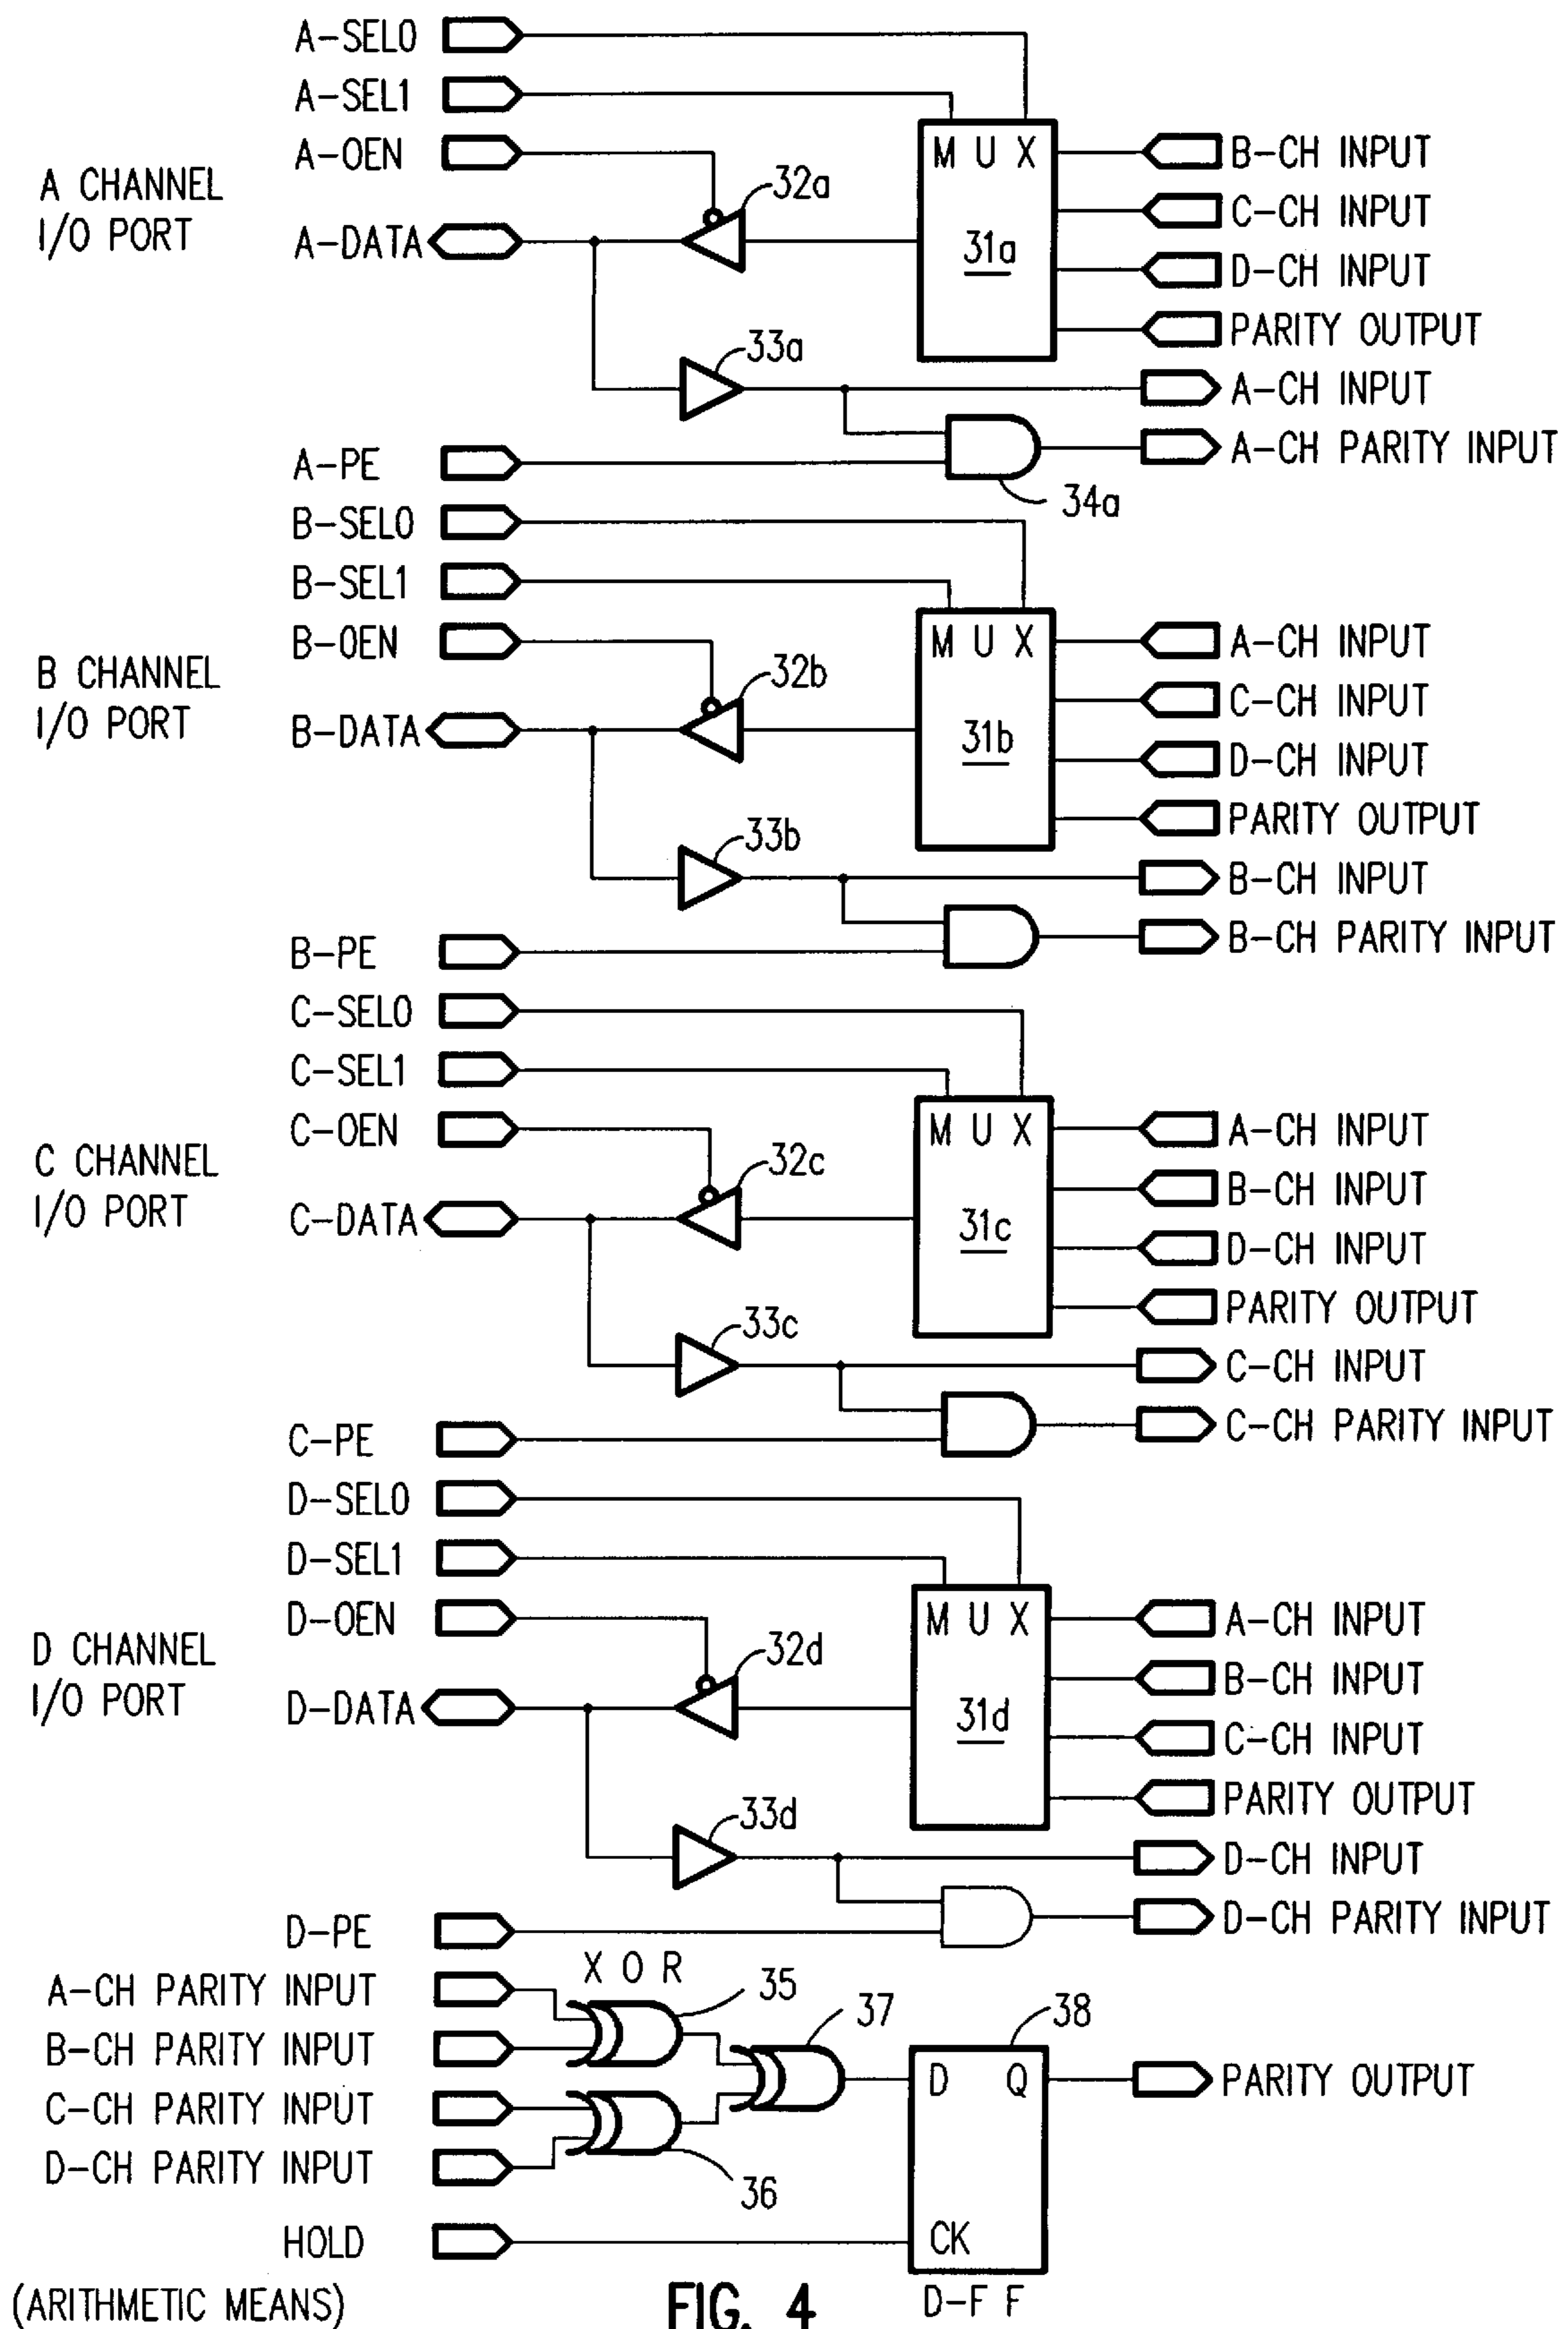 A-SEL0
A-SEL1
A-OEN
A CHANNEL
I/O PORT
A-DATA
32a
M U X
31a
B-CH INPUT
C-CH INPUT
D-CH INPUT
PARITY OUTPUT
33a
A-CH INPUT
A-CH PARITY INPUT
A-PE
34a
B-SEL0
B-SEL1
B-OEN
B CHANNEL
I/O PORT
B-DATA
32b
M U X
31b
A-CH INPUT
C-CH INPUT
D-CH INPUT
PARITY OUTPUT
33b
B-CH INPUT
B-CH PARITY INPUT
B-PE
C-SEL0
C-SEL1
C-OEN
C CHANNEL
I/O PORT
C-DATA
32c
M U X
31c
A-CH INPUT
B-CH INPUT
D-CH INPUT
PARITY OUTPUT
33c
C-CH INPUT
C-CH PARITY INPUT
C-PE
D-SEL0
D-SEL1
D-OEN
D CHANNEL
I/O PORT
D-DATA
32d
M U X
31d
A-CH INPUT
B-CH INPUT
C-CH INPUT
PARITY OUTPUT
33d
D-CH INPUT
D-CH PARITY INPUT
D-PE
X O R
A-CH PARITY INPUT
B-CH PARITY INPUT
C-CH PARITY INPUT
D-CH PARITY INPUT
35
36
37
38
D Q
CK
PARITY OUTPUT
HOLD
(ARITHMETIC MEANS)
D-F F
FIG. 4